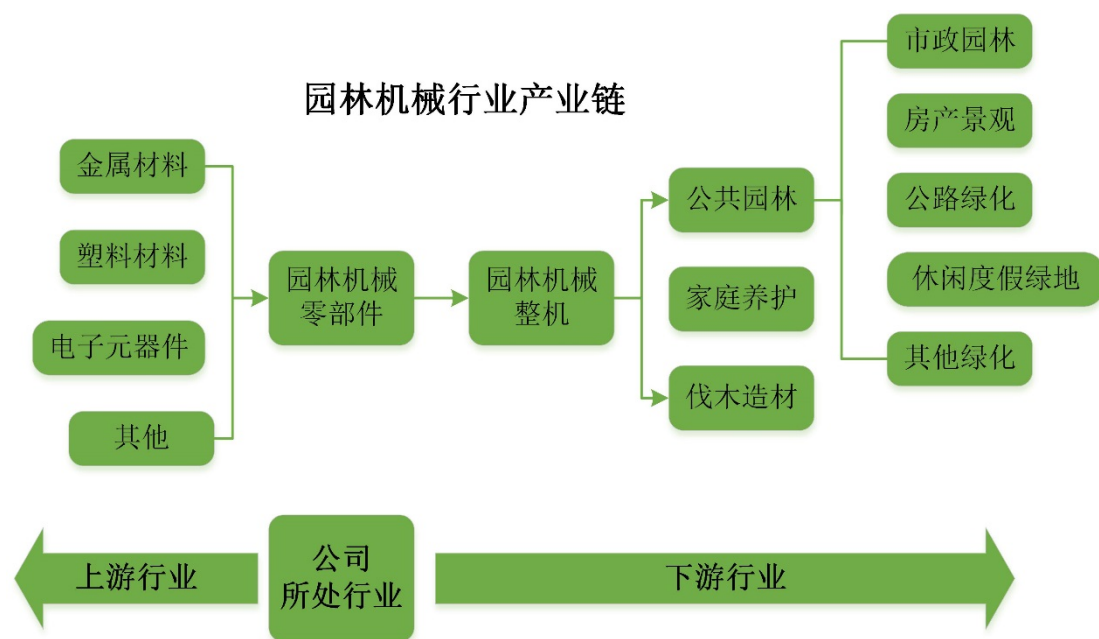 园林机械行业产业链
金属材料
塑料材料
电子元器件
其他
园林机械
零部件
园林机械
整机
公共园林
家庭养护
伐木造材
市政园林
房产景观
公路绿化
休闲度假绿地
其他绿化
上游行业
公司
所处行业
下游行业